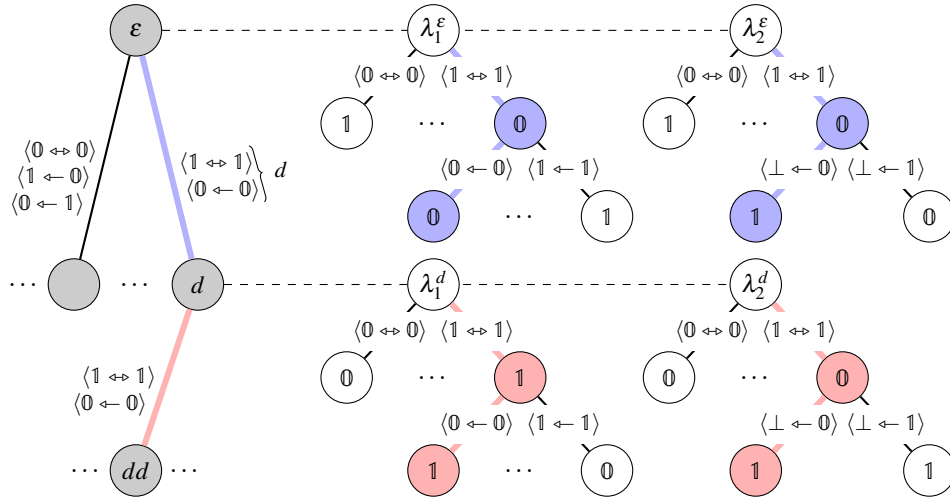 ε λ₁^ε λ₂^ε
⟨𝟘 ⇴ 𝟘⟩ ⟨𝟙 ⇴ 𝟙⟩ ⟨𝟘 ⇴ 𝟘⟩ ⟨𝟙 ⇴ 𝟙⟩
𝟙 ⋯ 𝟘 𝟙 ⋯ 𝟘
⟨𝟘 ⇴ 𝟘⟩
⟨𝟙 ⇷ 𝟘⟩
⟨𝟘 ⇷ 𝟙⟩
⟨𝟙 ⇴ 𝟙⟩
⟨𝟘 ⇷ 𝟘⟩
} d
⟨𝟘 ⇷ 𝟘⟩ ⟨𝟙 ⇷ 𝟙⟩ ⟨⊥ ⇷ 𝟘⟩ ⟨⊥ ⇷ 𝟙⟩
𝟘 ⋯ 𝟙 𝟙 𝟘
⋯ ⋯ d λ₁^d λ₂^d
⟨𝟘 ⇴ 𝟘⟩ ⟨𝟙 ⇴ 𝟙⟩ ⟨𝟘 ⇴ 𝟘⟩ ⟨𝟙 ⇴ 𝟙⟩
⟨𝟙 ⇴ 𝟙⟩
⟨𝟘 ⇷ 𝟘⟩
𝟘 ⋯ 𝟙 𝟘 ⋯ 𝟘
⟨𝟘 ⇷ 𝟘⟩ ⟨𝟙 ⇷ 𝟙⟩ ⟨⊥ ⇷ 𝟘⟩ ⟨⊥ ⇷ 𝟙⟩
⋯ dd ⋯ 𝟙 ⋯ 𝟘 𝟙 𝟙